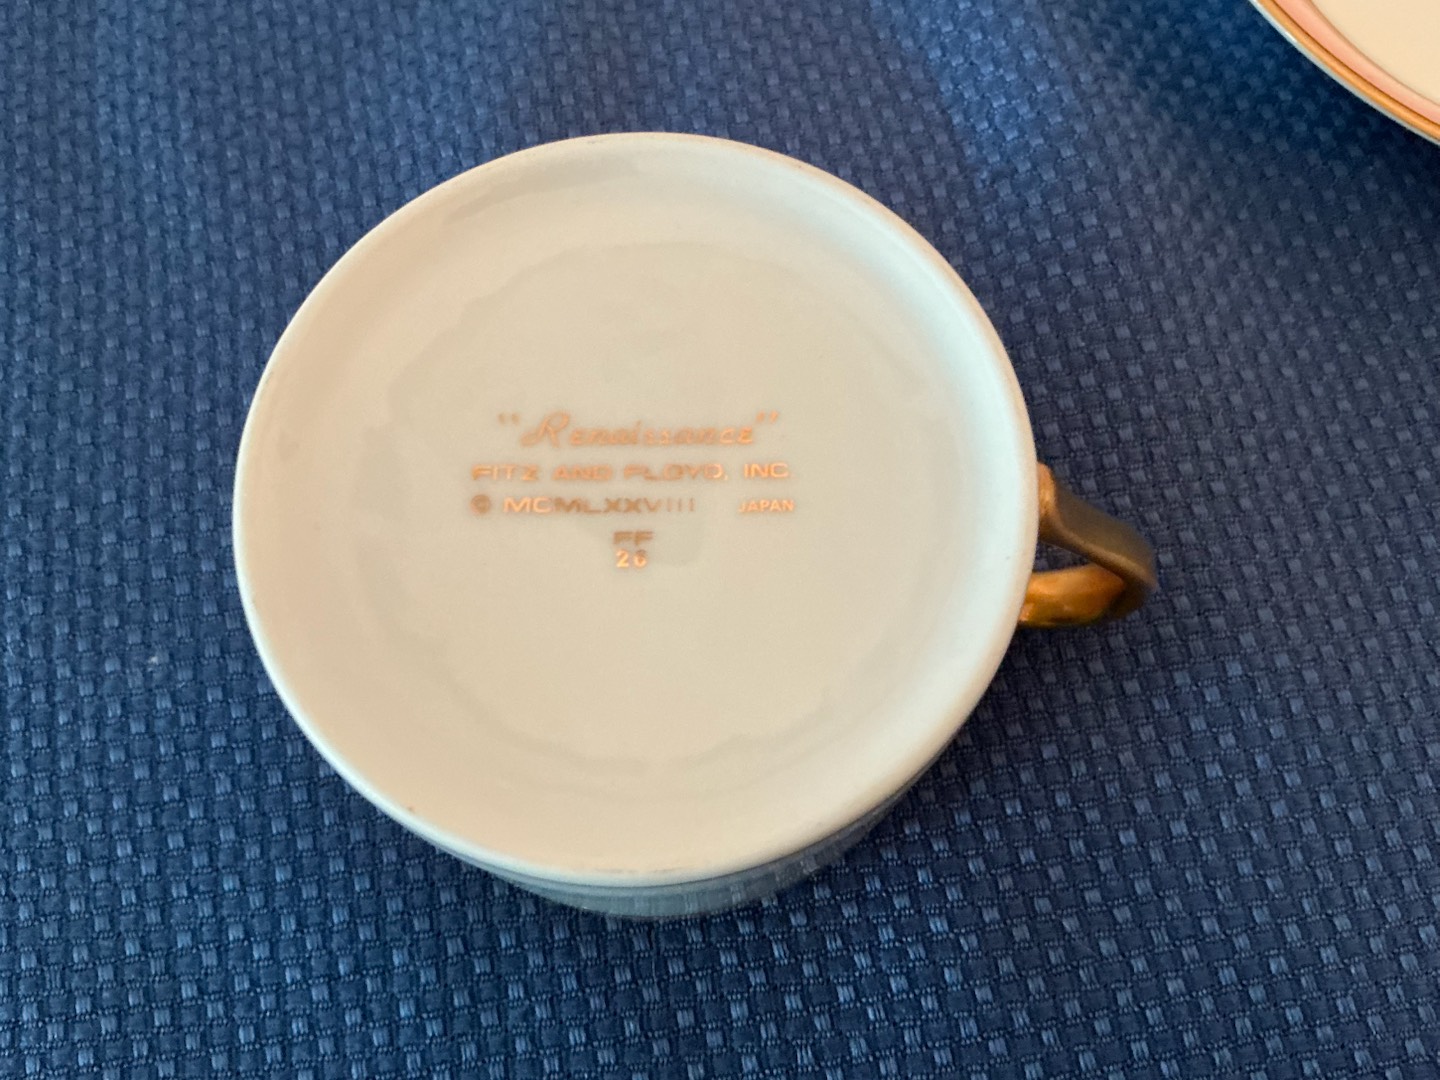 "Renaissance"
FITZ AND FLOYD, INC.
© MCMLXXVIII JAPAN
FF
26